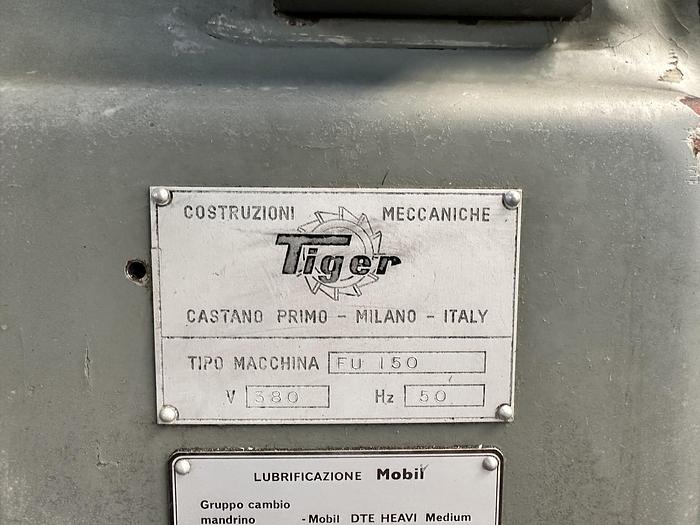 COSTRUZIONI MECCANICHE
Tiger
CASTANO PRIMO - MILANO - ITALY
TIPO MACCHINA FU 150
V 380 Hz 50
LUBRIFICAZIONE Mobil
Gruppo cambio
mandrino - Mobil DTE HEAVI Medium